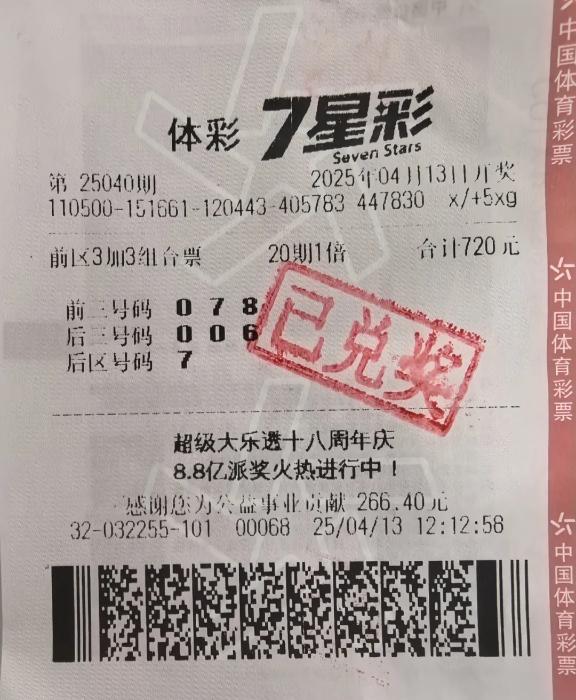 体彩 7星彩
Seven Stars
第 25040期 2025年04月13日开奖
110500-151661-120443-405783 447830 x/+5xg
前区3加3组合票 20期1倍 合计720元
前三号码 0 7 8
后三号码 0 0 6
后区号码 7
已兑奖
超级大乐透十八周年庆
8.8亿派奖火热进行中！
感谢您为公益事业贡献 266.40元
32-032255-101 00068 25/04/13 12:12:58
中国体育彩票
中国体育彩票
中国体育彩票